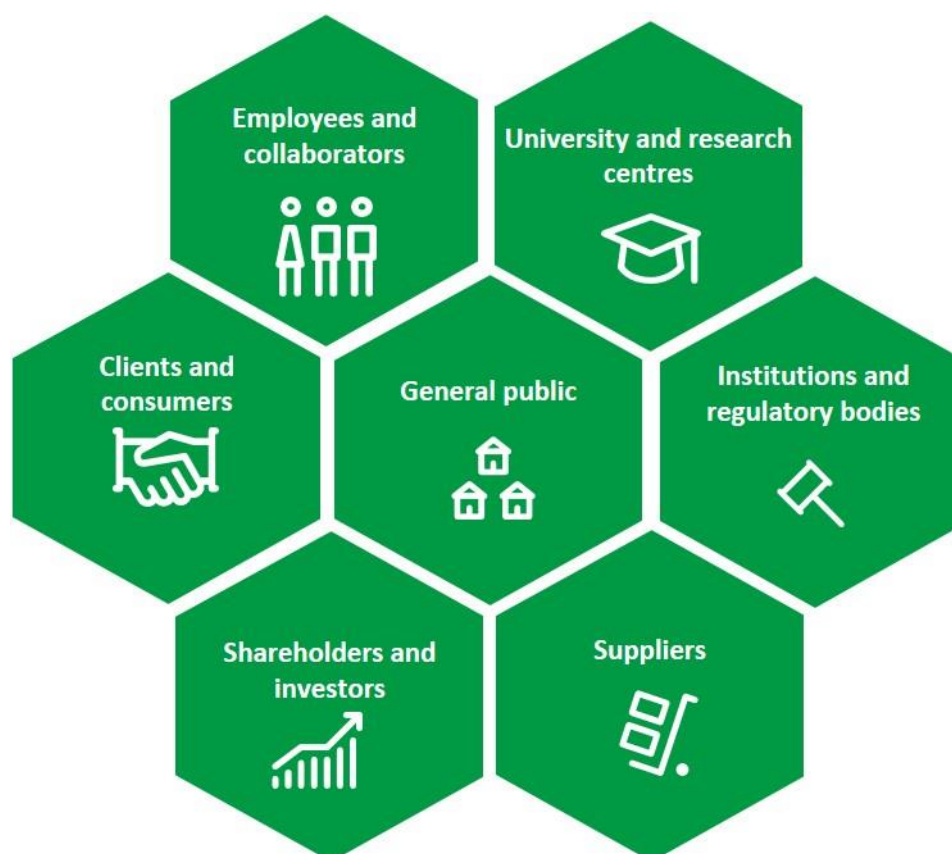 Employees and
collaborators
University and research
centres
Clients and
consumers
General public
Institutions and
regulatory bodies
Shareholders and
investors
Suppliers